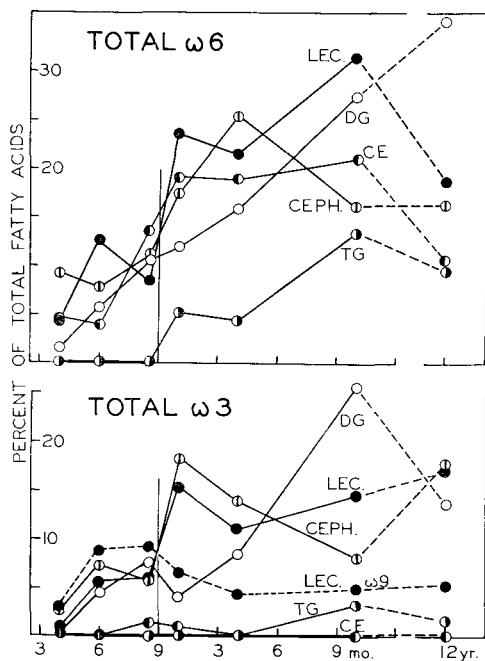 TOTAL ω6
30
20
10
LEC.
DG
CE
CEPH.
TG
PERCENT OF TOTAL FATTY ACIDS
TOTAL ω3
20
10
DG
LEC.
CEPH.
LEC. ω9
TG
CE
3 6 9 3 6 9 mo. 12 yr.